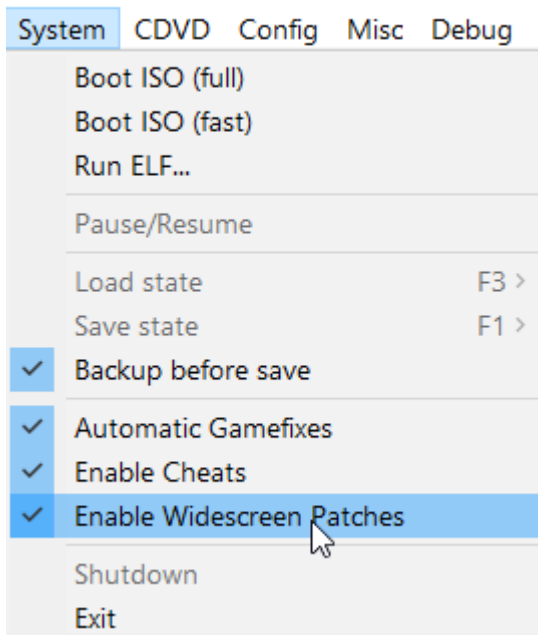 System CDVD Config Misc Debug
Boot ISO (full)
Boot ISO (fast)
Run ELF...
Pause/Resume
Load state F3 >
Save state F1 >
Backup before save
Automatic Gamefixes
Enable Cheats
Enable Widescreen Patches
Shutdown
Exit